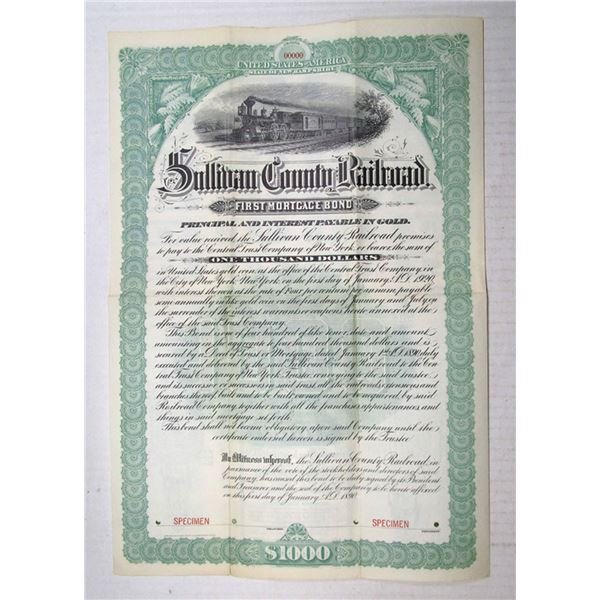 00000
UNITED STATES OF AMERICA
STATE OF NEW HAMPSHIRE
Sullivan County Railroad.
FIRST MORTGAGE BOND
PRINCIPAL AND INTEREST PAYABLE IN GOLD.
For value received, the Sullivan County Railroad, promises
to pay to the Central Trust Company of New York, or bearer, the sum of
ONE THOUSAND DOLLARS
in United States gold coin, at the office of the Central Trust Company, in
the City of New York, New York, on the first day of January, A.D.
with interest thereon at the rate of Four per cent per annum, payable
semi-annually in like gold coin on the first days of January and July, on
the surrender of the interest warrants or coupons hereto annexed at the
office of the said Trust Company.
This Bond is one of four hundred of like tenor, date and amount,
amounting in the aggregate to four hundred thousand dollars and is
secured by a Deed of Trust or Mortgage, dated January 1st A.D. 1890, duly
executed and delivered by the said Sullivan County Railroad to the Cen-
tral Trust Company of New York, Trustee, conveying to the said trustee
and its successor or successors in said trust, all the railroads, extensions and
branches thereof, built and to be built, owned and to be acquired by said
Railroad Company, together with all the franchises, appurtenances, and
things in said mortgage set forth.
This bond shall not become obligatory upon said Company until the
certificate endorsed hereon is signed by the Trustee.
In Witness whereof, the Sullivan County Railroad, in
pursuance of the vote of the stockholders and directors of said
Company, has caused this bond to be duly signed by its President
and Treasurer, and the seal of the Company to be hereto affixed
on this first day of January, A.D. 1890.
SPECIMEN
SPECIMEN
TREASURER.
PRESIDENT.
$1000